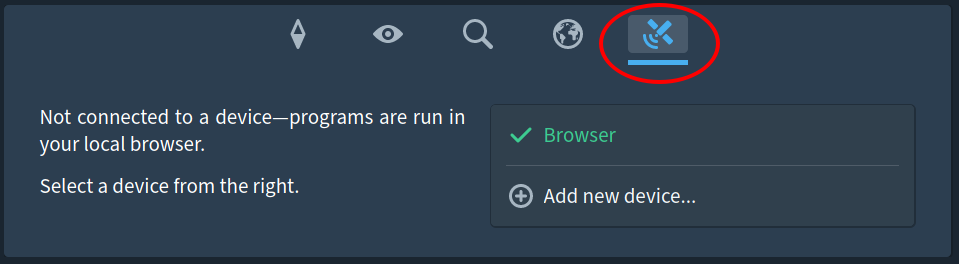 Not connected to a device—programs are run in
your local browser.
Select a device from the right.
Browser
Add new device...